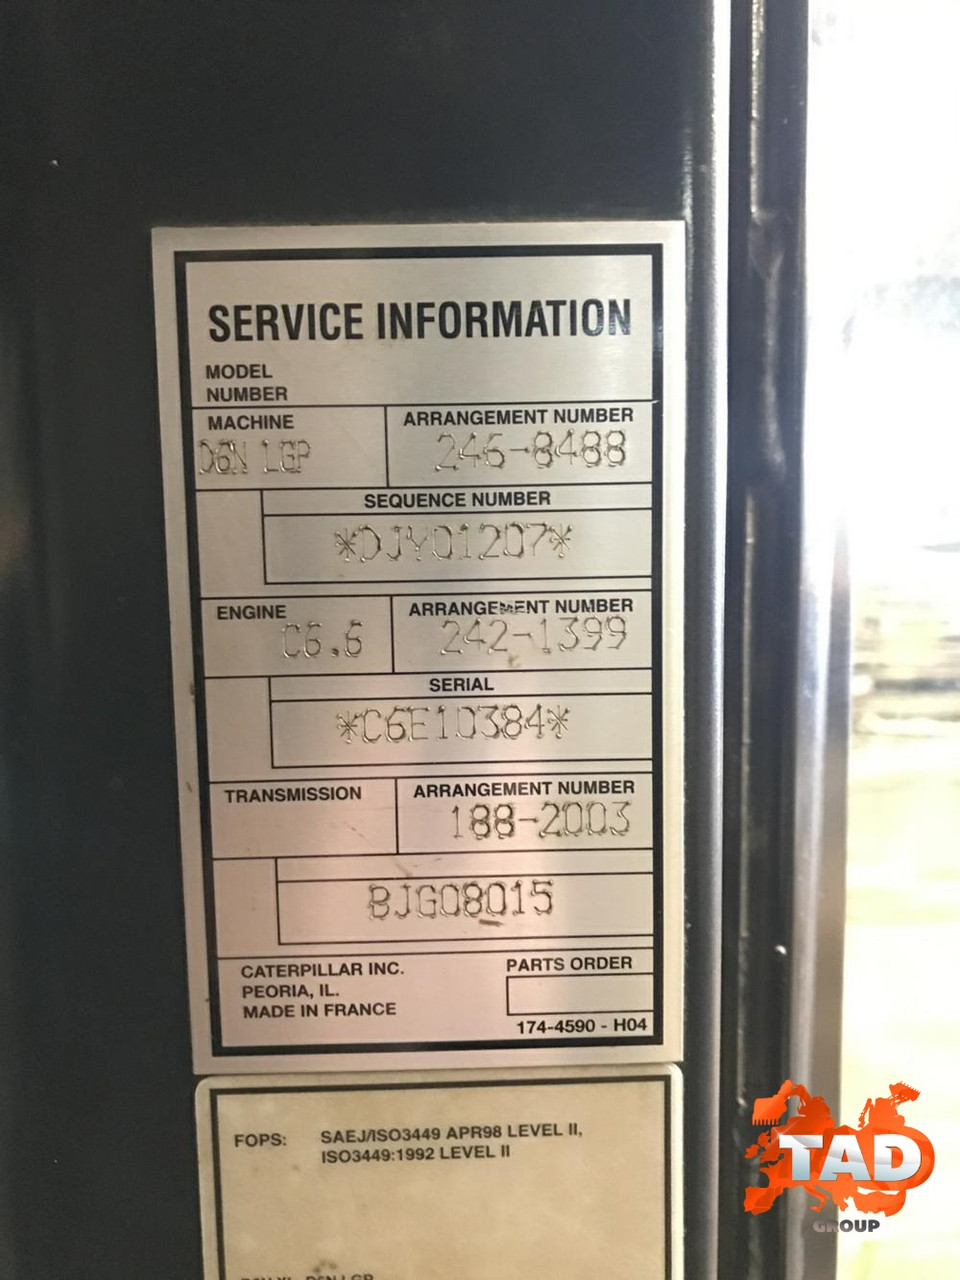 SERVICE INFORMATION
MODEL
NUMBER
MACHINE
ARRANGEMENT NUMBER
D6N LGP
246-8488
SEQUENCE NUMBER
*DJY01207*
ENGINE
ARRANGEMENT NUMBER
C6.6
242-1399
SERIAL
*C6E10384*
TRANSMISSION
ARRANGEMENT NUMBER
188-2003
BJG08015
CATERPILLAR INC.
PEORIA, IL.
MADE IN FRANCE
PARTS ORDER
174-4590 - H04
FOPS:
SAEJ/ISO3449 APR98 LEVEL II,
ISO3449:1992 LEVEL II
TAD
GROUP